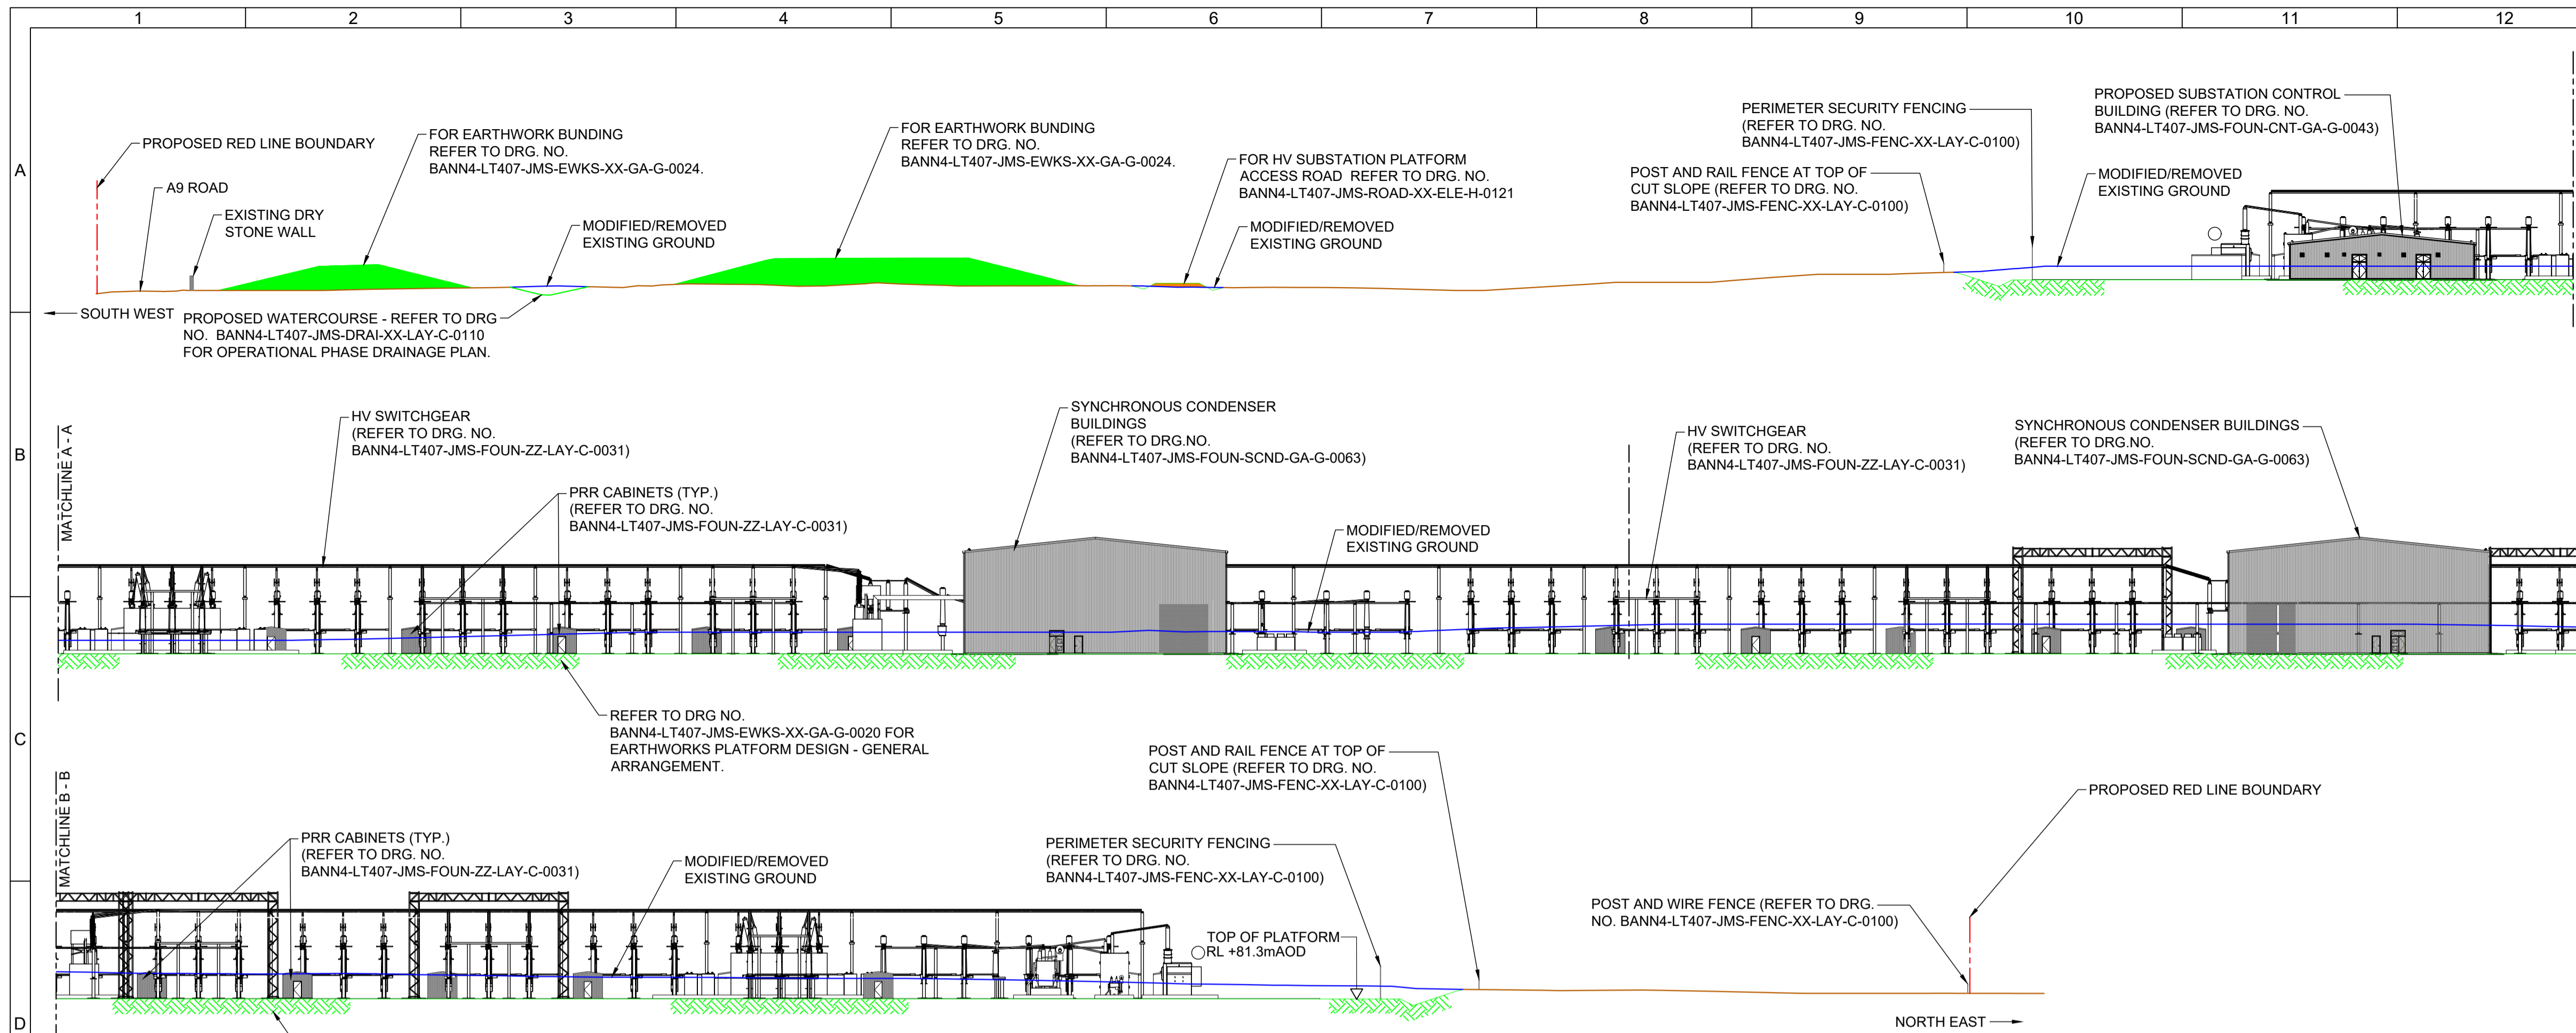 1 2 3 4 5 6 7 8 9 10 11 12
A
PROPOSED RED LINE BOUNDARY
A9 ROAD
EXISTING DRY
STONE WALL
FOR EARTHWORK BUNDING
REFER TO DRG. NO.
BANN4-LT407-JMS-EWKS-XX-GA-G-0024.
MODIFIED/REMOVED
EXISTING GROUND
FOR EARTHWORK BUNDING
REFER TO DRG. NO.
BANN4-LT407-JMS-EWKS-XX-GA-G-0024.
FOR HV SUBSTATION PLATFORM
ACCESS ROAD REFER TO DRG. NO.
BANN4-LT407-JMS-ROAD-XX-ELE-H-0121
MODIFIED/REMOVED
EXISTING GROUND
PERIMETER SECURITY FENCING
(REFER TO DRG. NO.
BANN4-LT407-JMS-FENC-XX-LAY-C-0100)
POST AND RAIL FENCE AT TOP OF
CUT SLOPE (REFER TO DRG. NO.
BANN4-LT407-JMS-FENC-XX-LAY-C-0100)
PROPOSED SUBSTATION CONTROL
BUILDING (REFER TO DRG. NO.
BANN4-LT407-JMS-FOUN-CNT-GA-G-0043)
MODIFIED/REMOVED
EXISTING GROUND
SOUTH WEST
PROPOSED WATERCOURSE - REFER TO DRG
NO. BANN4-LT407-JMS-DRAI-XX-LAY-C-0110
FOR OPERATIONAL PHASE DRAINAGE PLAN.
B
MATCHLINE A - A
HV SWITCHGEAR
(REFER TO DRG. NO.
BANN4-LT407-JMS-FOUN-ZZ-LAY-C-0031)
PRR CABINETS (TYP.)
(REFER TO DRG. NO.
BANN4-LT407-JMS-FOUN-ZZ-LAY-C-0031)
SYNCHRONOUS CONDENSER
BUILDINGS
(REFER TO DRG.NO.
BANN4-LT407-JMS-FOUN-SCND-GA-G-0063)
MODIFIED/REMOVED
EXISTING GROUND
HV SWITCHGEAR
(REFER TO DRG. NO.
BANN4-LT407-JMS-FOUN-ZZ-LAY-C-0031)
SYNCHRONOUS CONDENSER BUILDINGS
(REFER TO DRG.NO.
BANN4-LT407-JMS-FOUN-SCND-GA-G-0063)
C
REFER TO DRG NO.
BANN4-LT407-JMS-EWKS-XX-GA-G-0020 FOR
EARTHWORKS PLATFORM DESIGN - GENERAL
ARRANGEMENT.
MATCHLINE B - B
PRR CABINETS (TYP.)
(REFER TO DRG. NO.
BANN4-LT407-JMS-FOUN-ZZ-LAY-C-0031)
MODIFIED/REMOVED
EXISTING GROUND
POST AND RAIL FENCE AT TOP OF
CUT SLOPE (REFER TO DRG. NO.
BANN4-LT407-JMS-FENC-XX-LAY-C-0100)
PERIMETER SECURITY FENCING
(REFER TO DRG. NO.
BANN4-LT407-JMS-FENC-XX-LAY-C-0100)
TOP OF PLATFORM
RL +81.3mAOD
PROPOSED RED LINE BOUNDARY
POST AND WIRE FENCE (REFER TO DRG.
NO. BANN4-LT407-JMS-FENC-XX-LAY-C-0100)
D
NORTH EAST